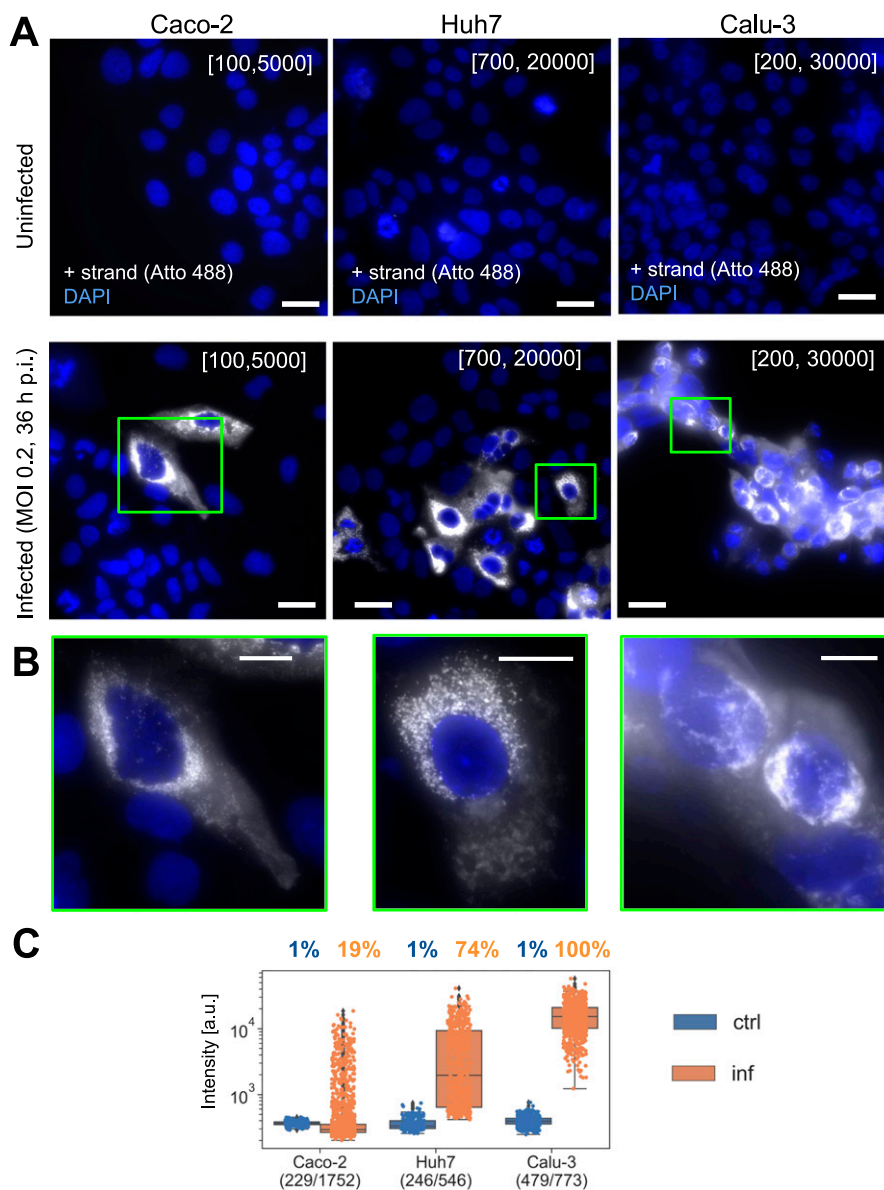 A
Caco-2
Huh7
Calu-3
Uninfected
[100,5000]
[700, 20000]
[200, 30000]
+ strand (Atto 488)
DAPI
+ strand (Atto 488)
DAPI
+ strand (Atto 488)
DAPI
Infected (MOI 0.2, 36 h p.i.)
[100,5000]
[700, 20000]
[200, 30000]
B
C
1% 19% 1% 74% 1% 100%
Intensity [a.u.]
10⁴
10³
ctrl
inf
Caco-2
(229/1752)
Huh7
(246/546)
Calu-3
(479/773)